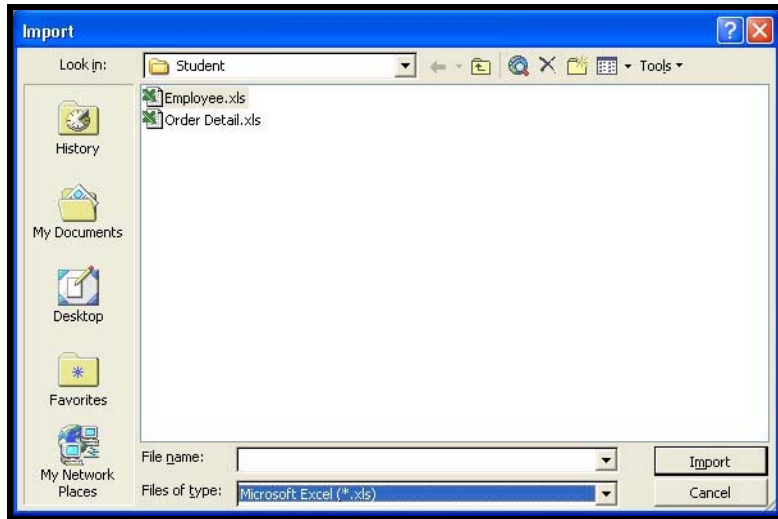 Import
Look in: Student Tools
Employee.xls
Order Detail.xls
History
My Documents
Desktop
Favorites
My Network
Places
File name: Import
Files of type: Microsoft Excel (*.xls) Cancel